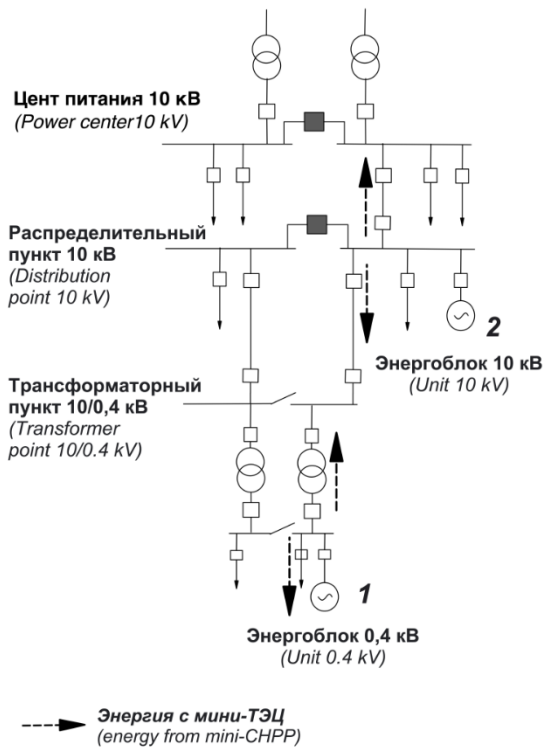 Цент питания 10 кВ
(Power center10 kV)
Распределительный
пункт 10 кВ
(Distribution
point 10 kV)
2
Энергоблок 10 кВ
(Unit 10 kV)
Трансформаторный
пункт 10/0,4 кВ
(Transformer
point 10/0.4 kV)
1
Энергоблок 0,4 кВ
(Unit 0.4 kV)
Энергия с мини-ТЭЦ
(energy from mini-CHPP)